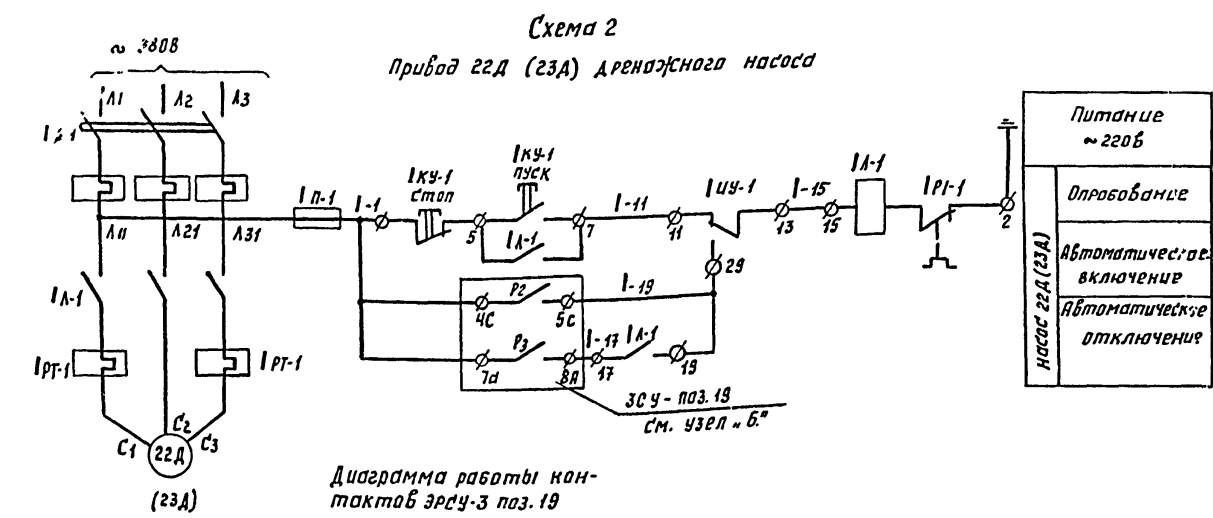 Схема 2
Привод 22Д (23Д) дренажного насоса
~ 380В
Л1 Л2 Л3
Л11 Л21 Л31
1Л-1
1РТ-1
1РТ-1
С1 С2 С3
22Д
(23Д)
1П-1
1-1
1КУ-1
стоп
5
1КУ-1
пуск
1Л-1
7
1-11
11
1ИУ-1
29
13
1-15
15
1Л-1
1РТ-1
2
4С
Р2
5С
1-19
7d
Р3
8А
1-17
17
1Л-1
19
ЗСУ - поз. 19
см. узел „Б."
Диаграмма работы кон-
тактов ЭРСУ-3 поз. 19
Питание
~220В
Насос 22Д (23Д)
Опробование
Автоматическое
включение
Автоматические
отключение